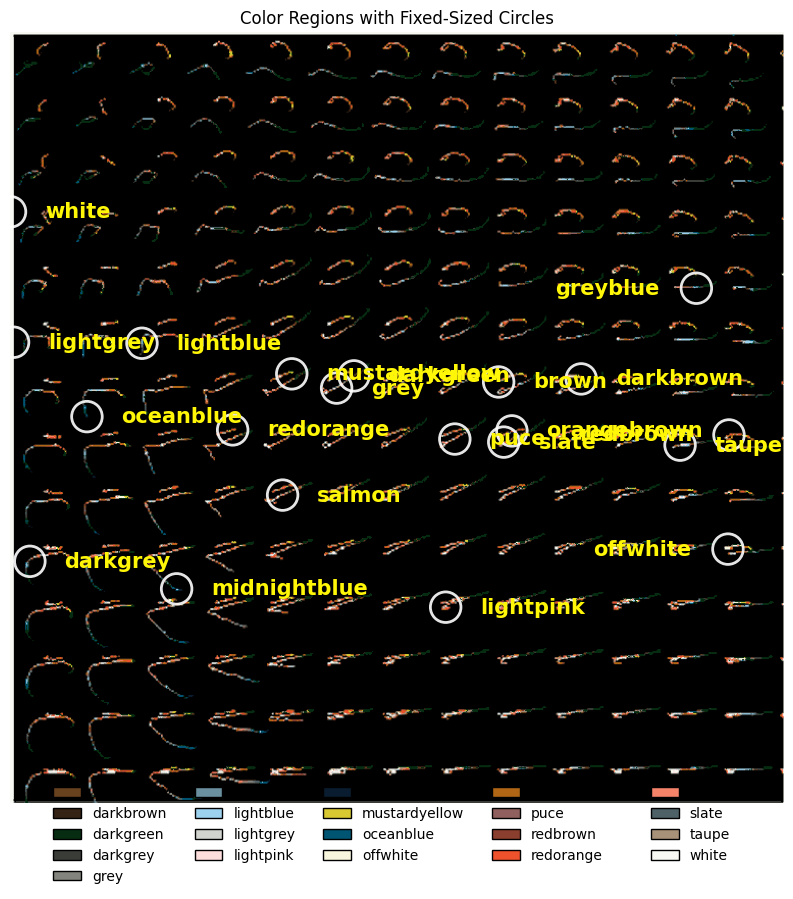 Color Regions with Fixed-Sized Circles
white
greyblue
lightgrey
lightblue
mustardyellow
darkgreen
grey
brown
darkbrown
oceanblue
redorange
orangebrown
redbrown
puce
slate
taupe
salmon
offwhite
darkgrey
midnightblue
lightpink
darkbrown lightblue mustardyellow puce slate
darkgreen lightgrey oceanblue redbrown taupe
darkgrey lightpink offwhite redorange white
grey